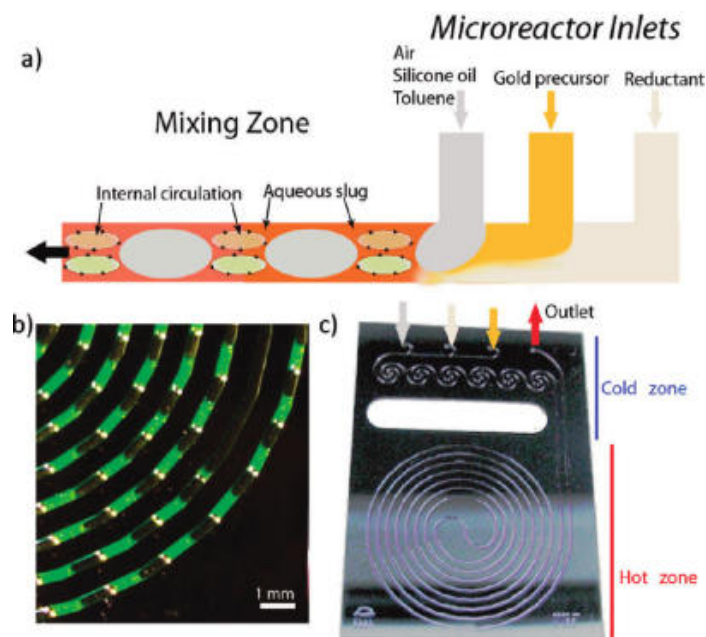 Microreactor Inlets
a)
Air
Silicone oil
Toluene
Gold precursor
Reductant
Mixing Zone
Internal circulation
Aqueous slug
b)
1 mm
c)
Outlet
Cold zone
Hot zone